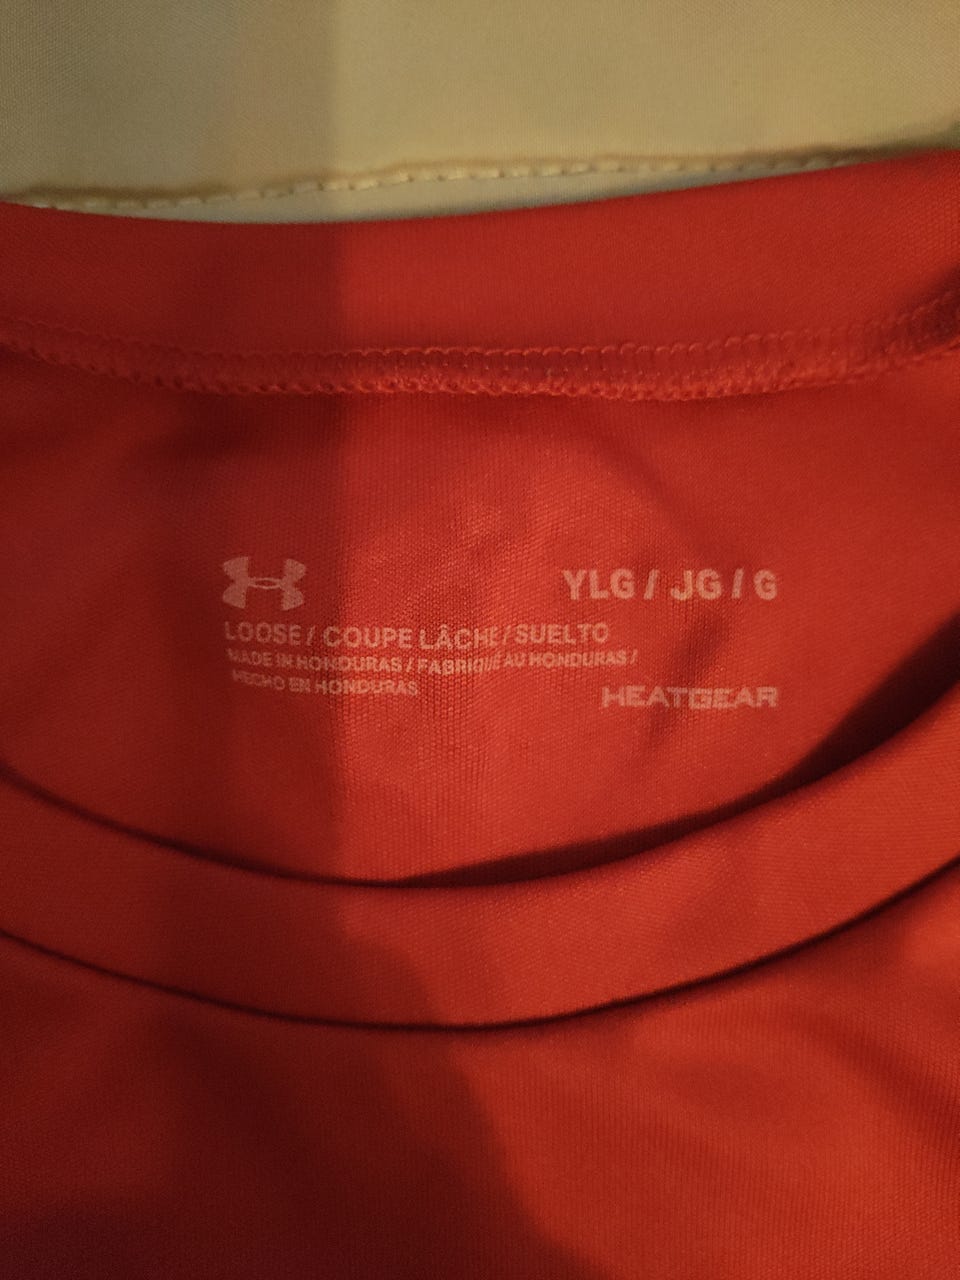 YLG / JG / G
LOOSE / COUPE LÂCHE / SUELTO
MADE IN HONDURAS / FABRIQUÉ AU HONDURAS /
HECHO EN HONDURAS
HEATGEAR